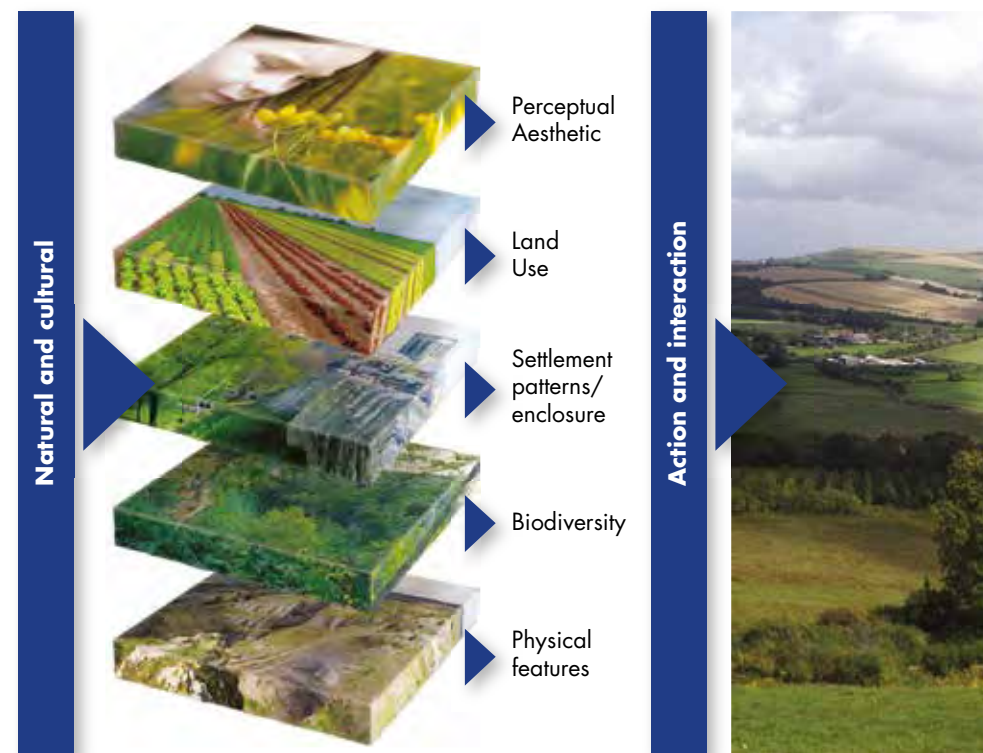 Natural and cultural
Perceptual
Aesthetic
Land
Use
Settlement
patterns/
enclosure
Biodiversity
Physical
features
Action and interaction